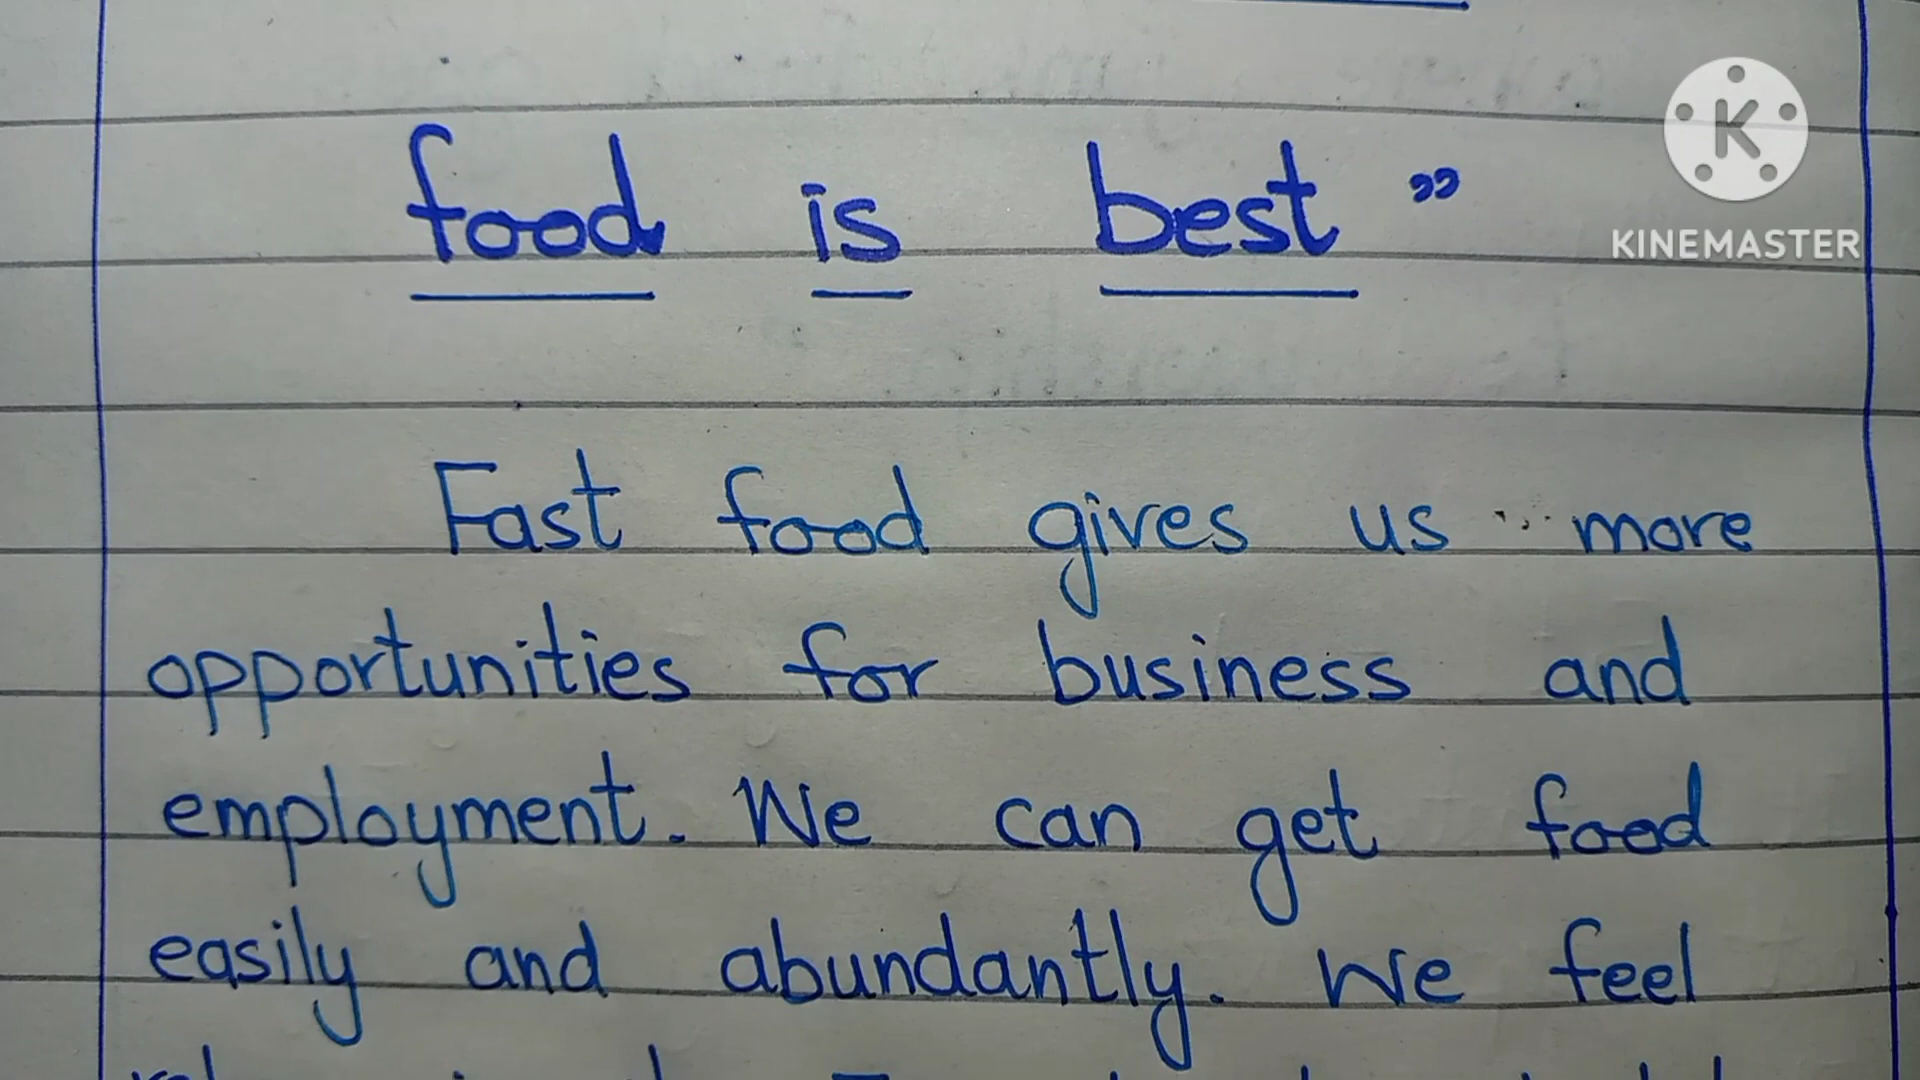 food is best ”
KINEMASTER
Fast food gives us more
opportunities for business and
employment. We can get food
easily and abundantly. We feel